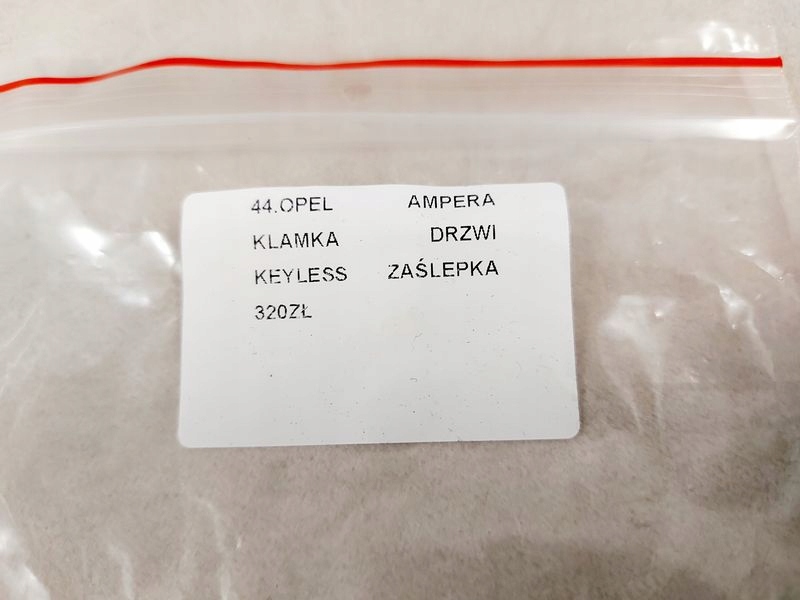 44.OPEL AMPERA
KLAMKA DRZWI
KEYLESS ZAŚLEPKA
320ZŁ